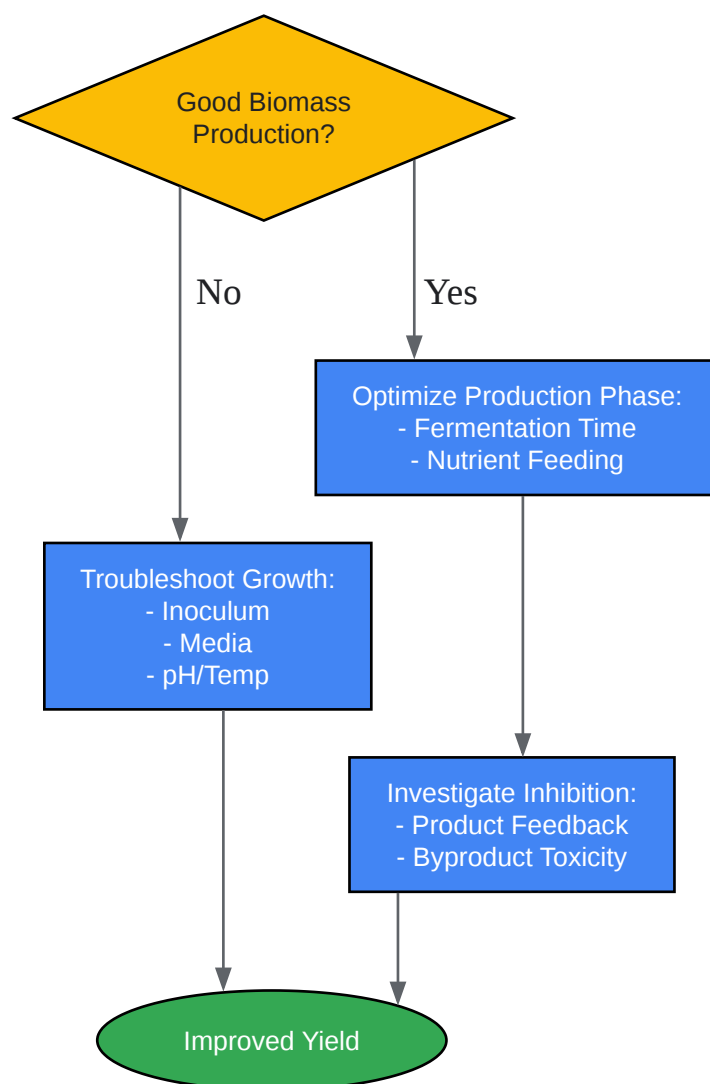 Good Biomass
Production?
No
Yes
Optimize Production Phase:
- Fermentation Time
- Nutrient Feeding
Troubleshoot Growth:
- Inoculum
- Media
- pH/Temp
Investigate Inhibition:
- Product Feedback
- Byproduct Toxicity
Improved Yield